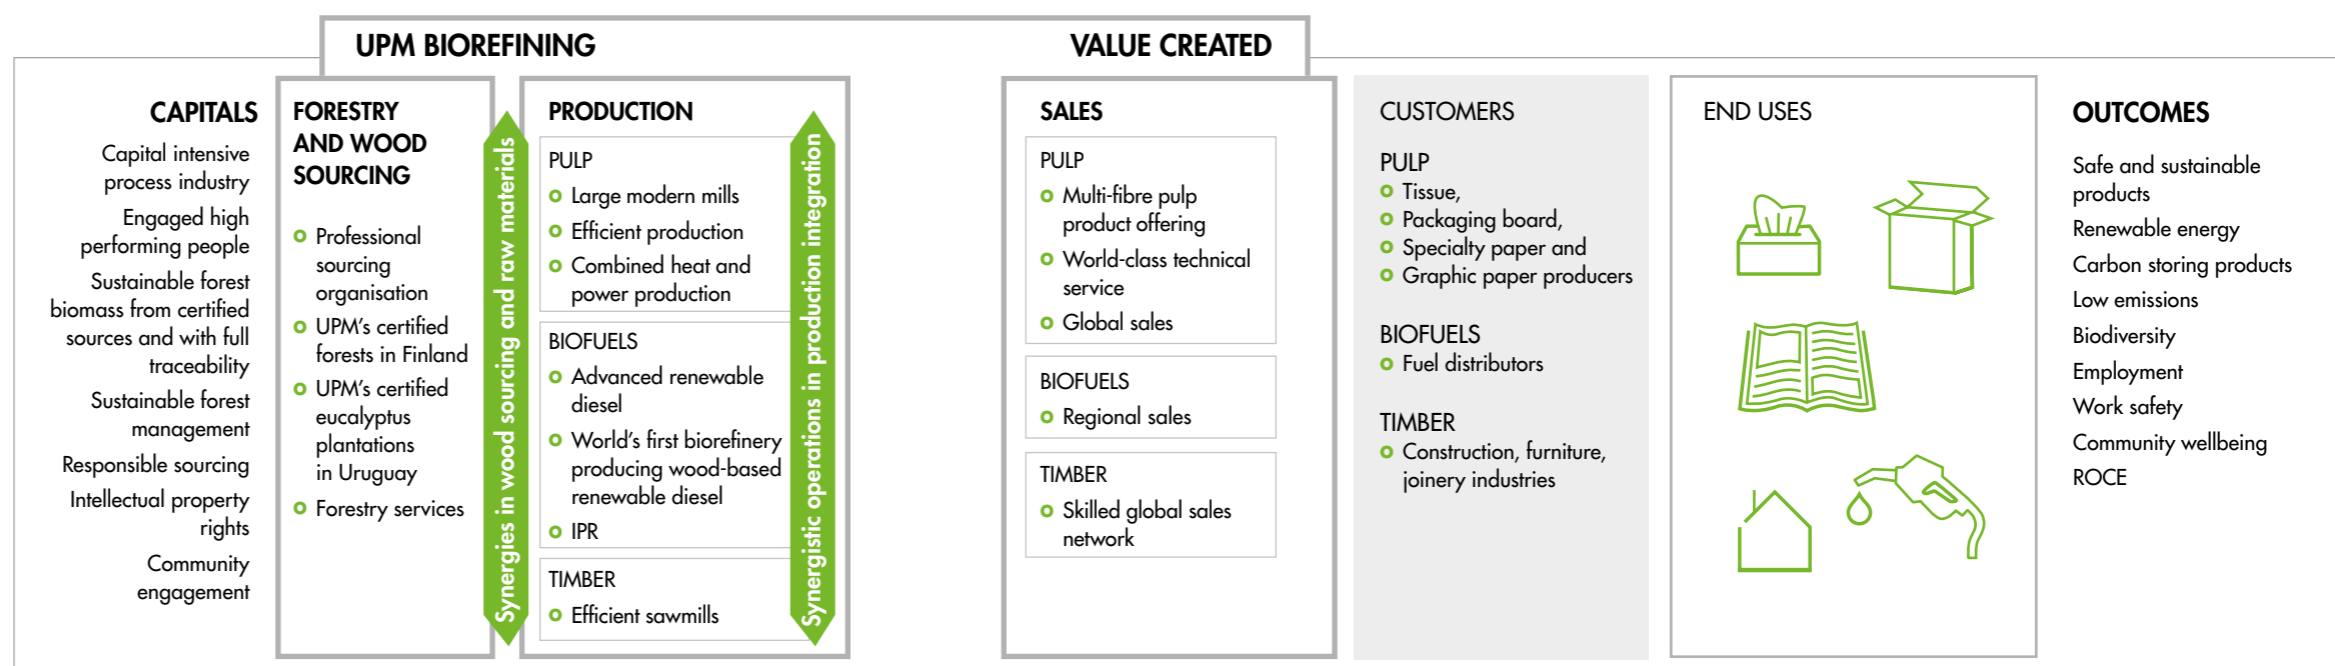 UPM BIOREFINING
VALUE CREATED
CAPITALS
Capital intensive
process industry
Engaged high
performing people
Sustainable forest
biomass from certified
sources and with full
traceability
Sustainable forest
management
Responsible sourcing
Intellectual property
rights
Community
engagement
FORESTRY
AND WOOD
SOURCING
Professional
sourcing
organisation
UPM’s certified
forests in Finland
UPM’s certified
eucalyptus
plantations
in Uruguay
Forestry services
Synergies in wood sourcing and raw materials
PRODUCTION
PULP
Large modern mills
Efficient production
Combined heat and
power production
BIOFUELS
Advanced renewable
diesel
World’s first biorefinery
producing wood-based
renewable diesel
IPR
TIMBER
Efficient sawmills
Synergistic operations in production integration
SALES
PULP
Multi-fibre pulp
product offering
World-class technical
service
Global sales
BIOFUELS
Regional sales
TIMBER
Skilled global sales
network
CUSTOMERS
PULP
Tissue,
Packaging board,
Specialty paper and
Graphic paper producers
BIOFUELS
Fuel distributors
TIMBER
Construction, furniture,
joinery industries
END USES
OUTCOMES
Safe and sustainable
products
Renewable energy
Carbon storing products
Low emissions
Biodiversity
Employment
Work safety
Community wellbeing
ROCE